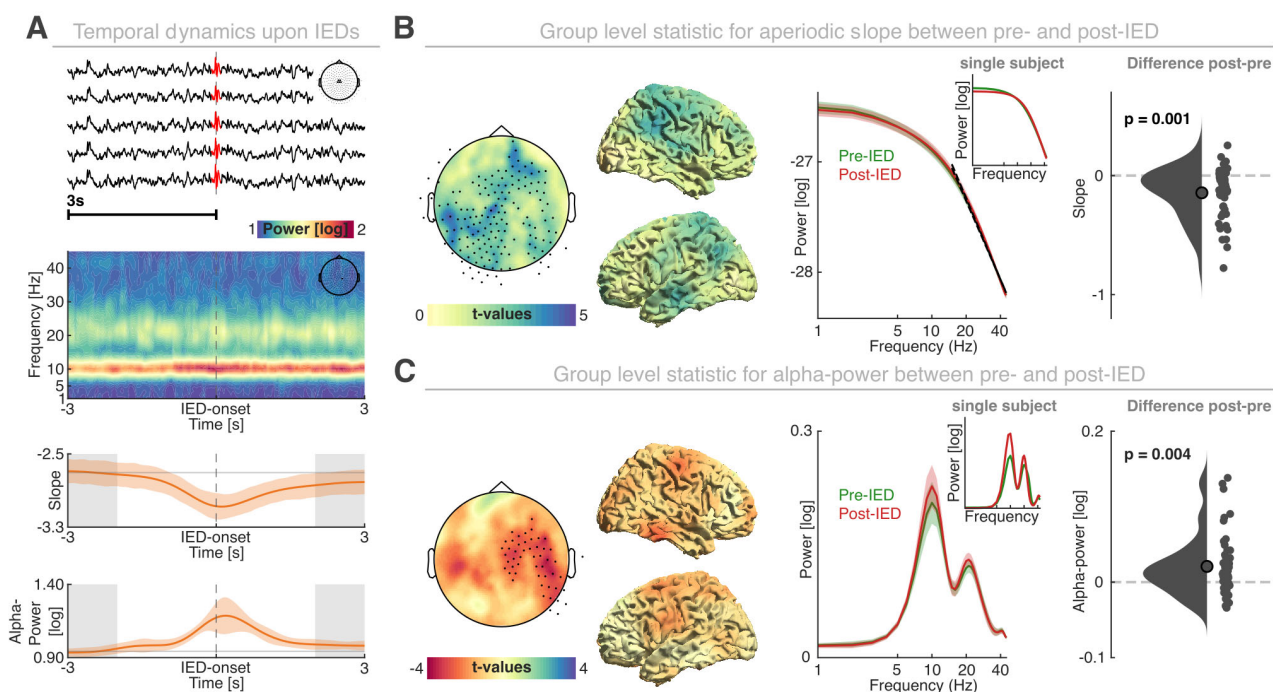 A Temporal dynamics upon IEDs
3s
1 Power [log] 2
Frequency [Hz]
40
30
20
10
5
1
-3 IED-onset 3
Time [s]
Slope
-2.5
-3.3
-3 IED-onset 3
Time [s]
Alpha-
Power
[log]
1.40
0.90
-3 IED-onset 3
Time [s]
B Group level statistic for aperiodic slope between pre- and post-IED
0 t-values 5
single subject
Power [log]
Frequency
Pre-IED
Post-IED
Power [log]
-27
-28
1 5 10 20 40
Frequency (Hz)
Difference post-pre
p = 0.001
Slope
0
-1
C Group level statistic for alpha-power between pre- and post-IED
-4 t-values 4
single subject
Power [log]
Frequency
Pre-IED
Post-IED
Power [log]
0.3
0
1 5 10 20 40
Frequency (Hz)
Difference post-pre
p = 0.004
Alpha-power [log]
0.2
0
-0.1